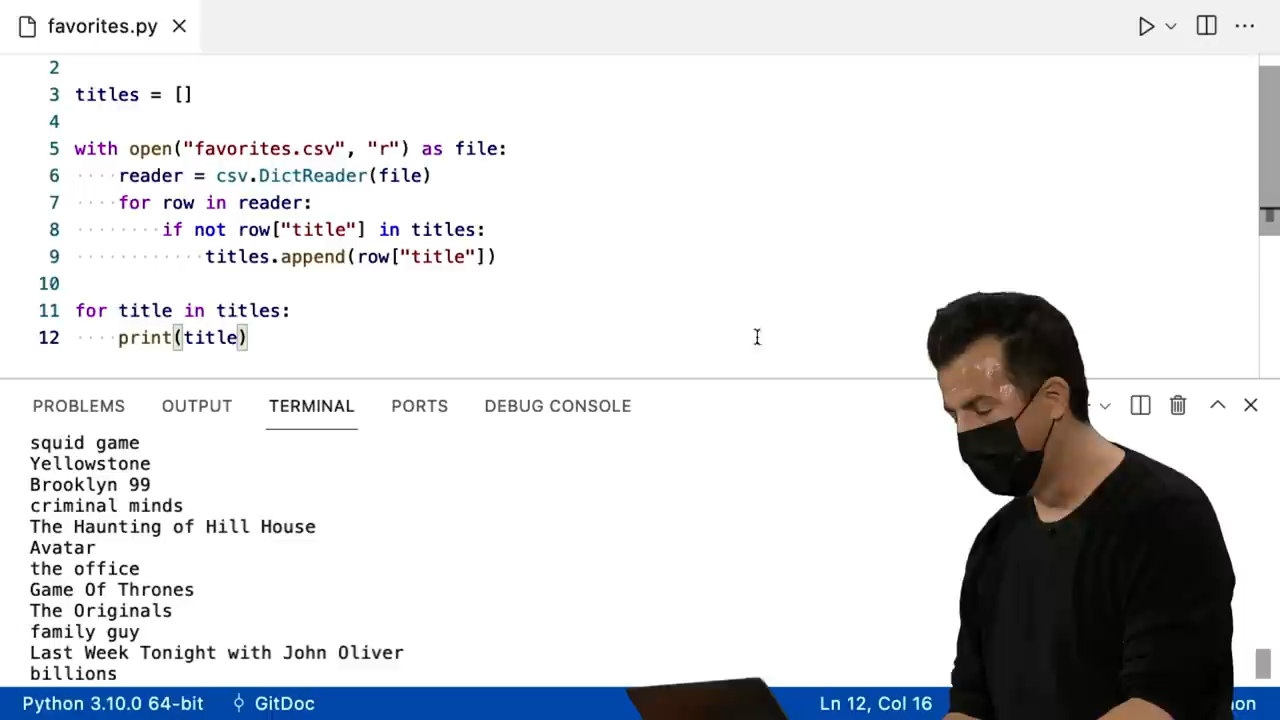 favorites.py
2
3 titles = []
4
5 with open("favorites.csv", "r") as file:
6 reader = csv.DictReader(file)
7 for row in reader:
8 if not row["title"] in titles:
9 titles.append(row["title"])
10
11 for title in titles:
12 print(title)
PROBLEMS OUTPUT TERMINAL PORTS DEBUG CONSOLE
squid game
Yellowstone
Brooklyn 99
criminal minds
The Haunting of Hill House
Avatar
the office
Game Of Thrones
The Originals
family guy
Last Week Tonight with John Oliver
billions
Python 3.10.0 64-bit GitDoc Ln 12, Col 16